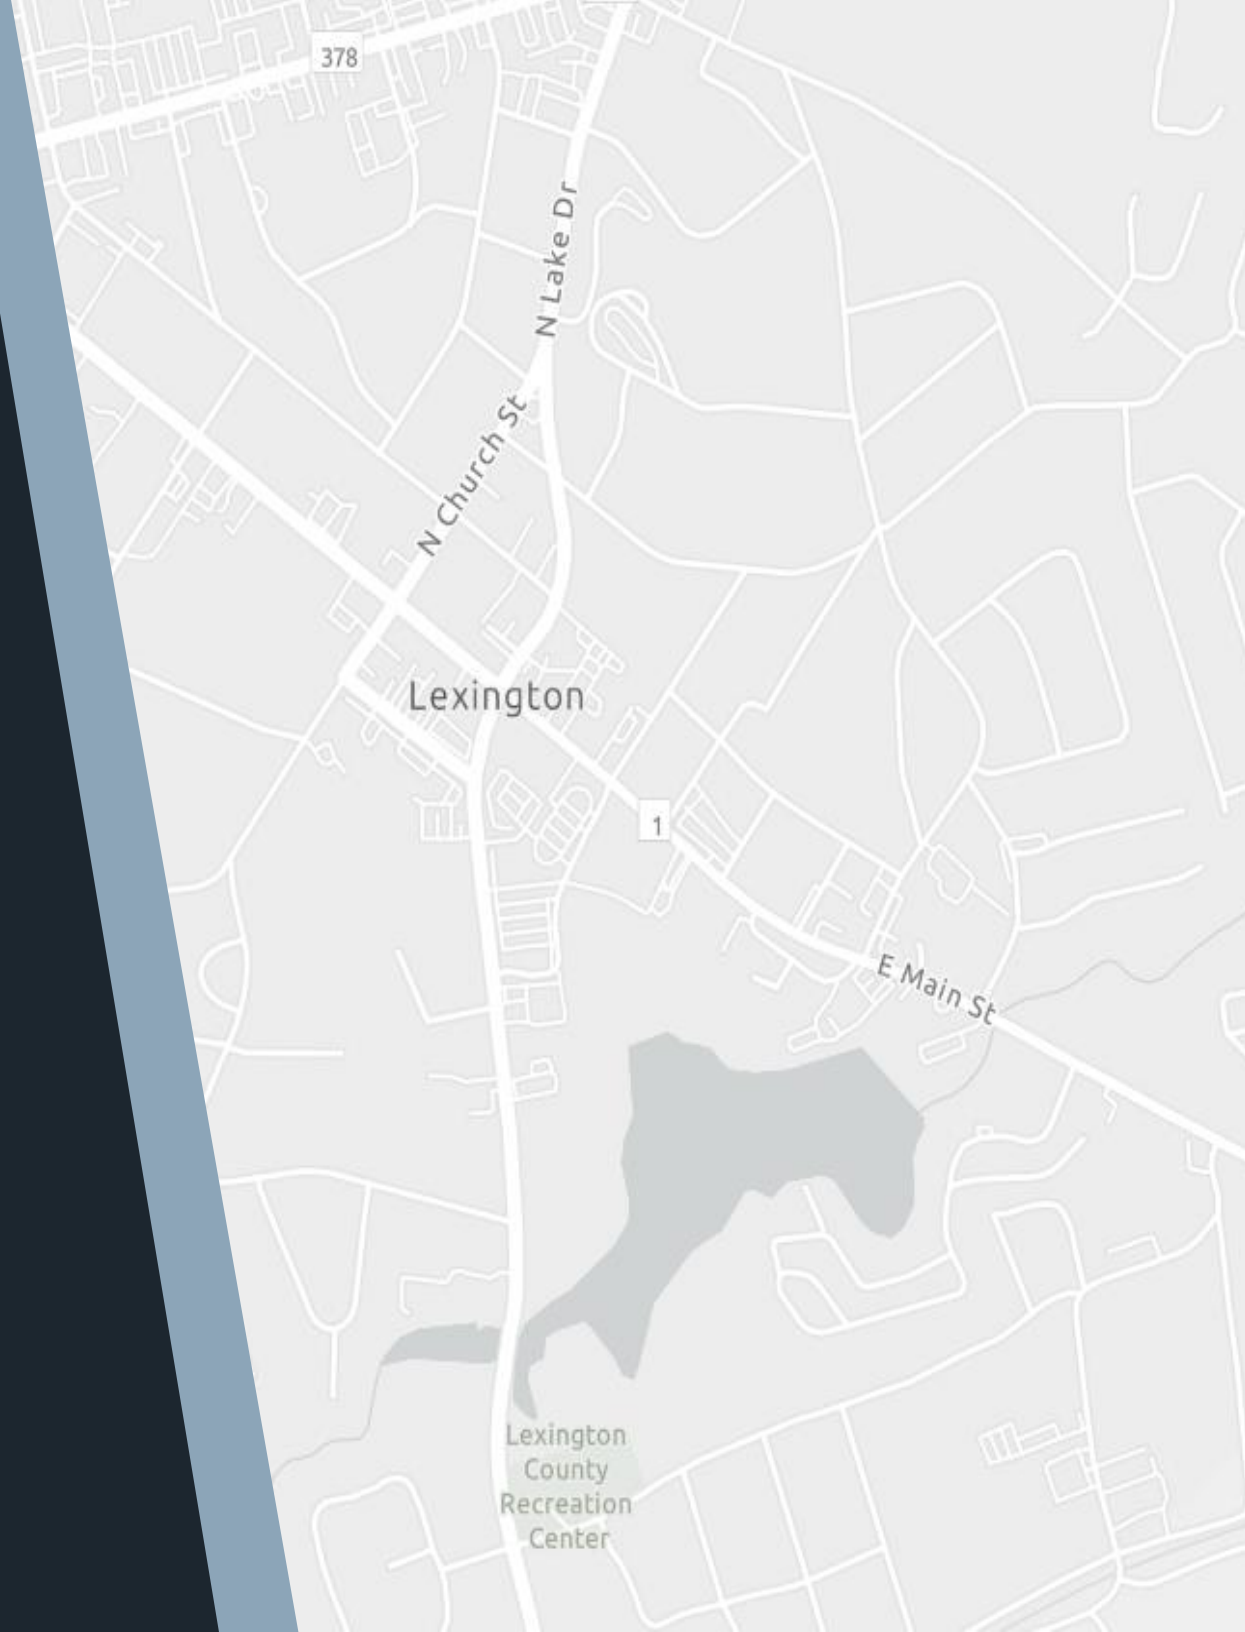 378
N Lake Dr
N Church St
Lexington
1
E Main St
Lexington
County
Recreation
Center